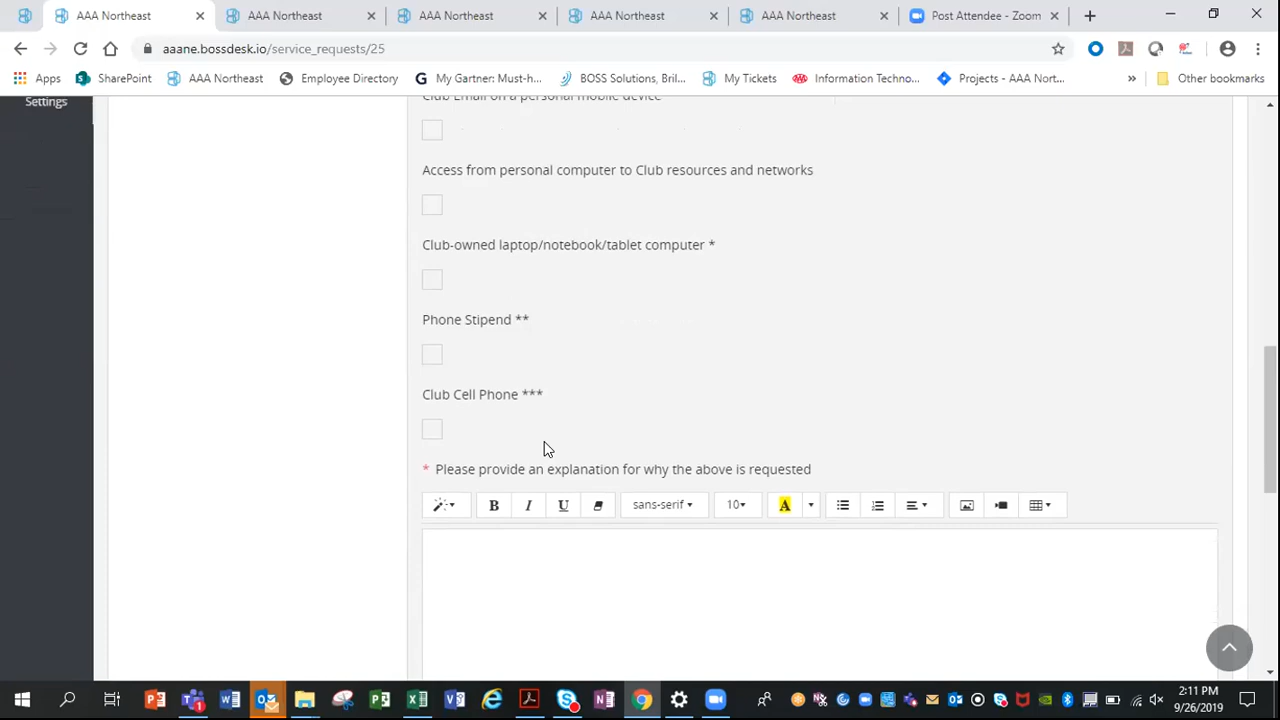 AAA Northeast
AAA Northeast
AAA Northeast
AAA Northeast
AAA Northeast
Post Attendee - Zoom
aaane.bossdesk.io/service_requests/25
Apps
SharePoint
AAA Northeast
Employee Directory
My Gartner: Must-h...
BOSS Solutions, Bril...
My Tickets
Information Techno...
Projects - AAA Nort...
»
Other bookmarks
Settings
Club Email on a personal mobile device
Access from personal computer to Club resources and networks
Club-owned laptop/notebook/tablet computer *
Phone Stipend **
Club Cell Phone ***
* Please provide an explanation for why the above is requested
B I U sans-serif 10 A
2:11 PM
9/26/2019